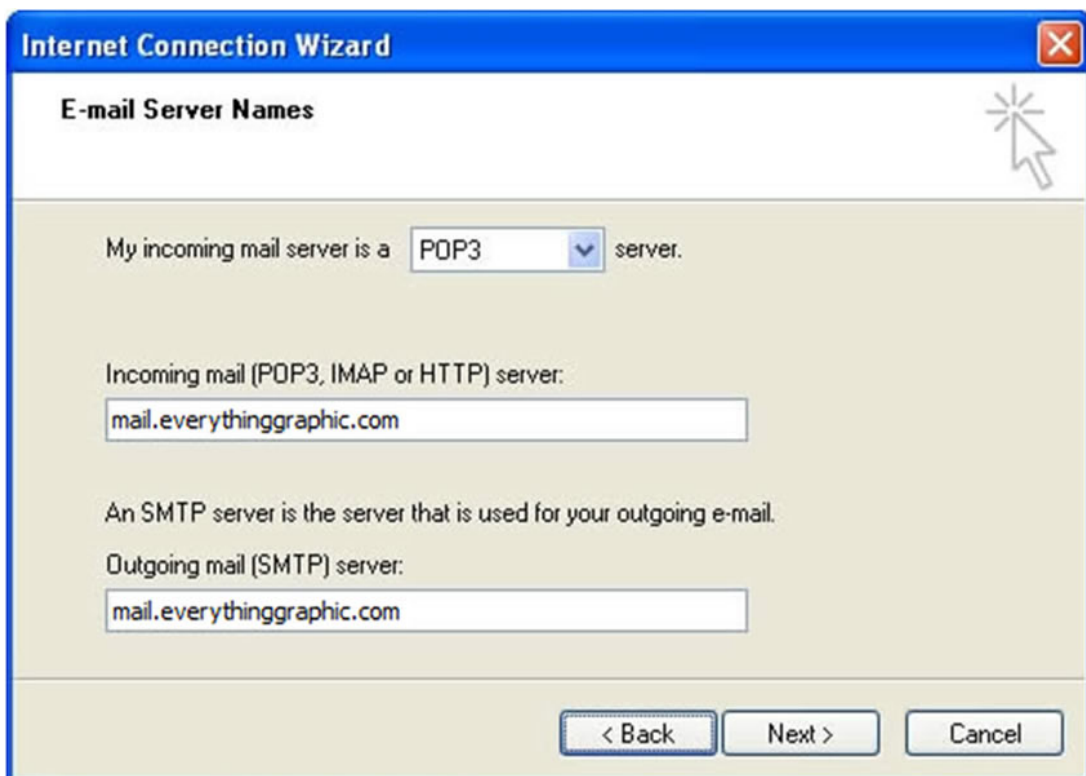 Internet Connection Wizard
E-mail Server Names
My incoming mail server is a POP3 server.
Incoming mail (POP3, IMAP or HTTP) server:
mail.everythinggraphic.com
An SMTP server is the server that is used for your outgoing e-mail.
Outgoing mail (SMTP) server:
mail.everythinggraphic.com
< Back Next > Cancel